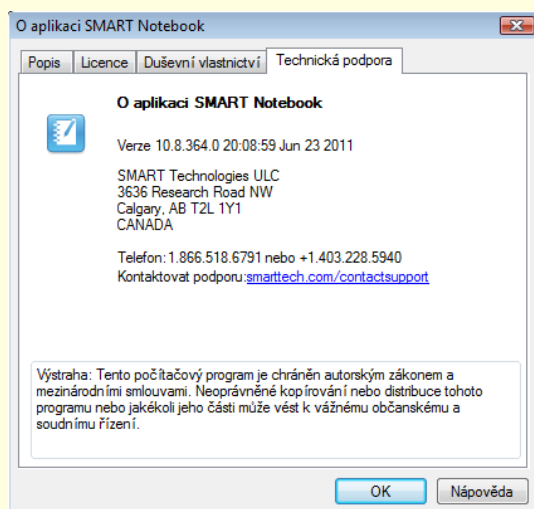 O aplikaci SMART Notebook
Popis Licence Duševní vlastnictví Technická podpora
O aplikaci SMART Notebook
Verze 10.8.364.0 20:08:59 Jun 23 2011
SMART Technologies ULC
3636 Research Road NW
Calgary, AB T2L 1Y1
CANADA
Telefon: 1.866.518.6791 nebo +1.403.228.5940
Kontaktovat podporu:smarttech.com/contactsupport
Výstraha: Tento počítačový program je chráněn autorským zákonem a
mezinárodními smlouvami. Neoprávněné kopírování nebo distribuce tohoto
programu nebo jakékoli jeho části může vést k vážnému občanskému a
soudnímu řízení.
OK Nápověda